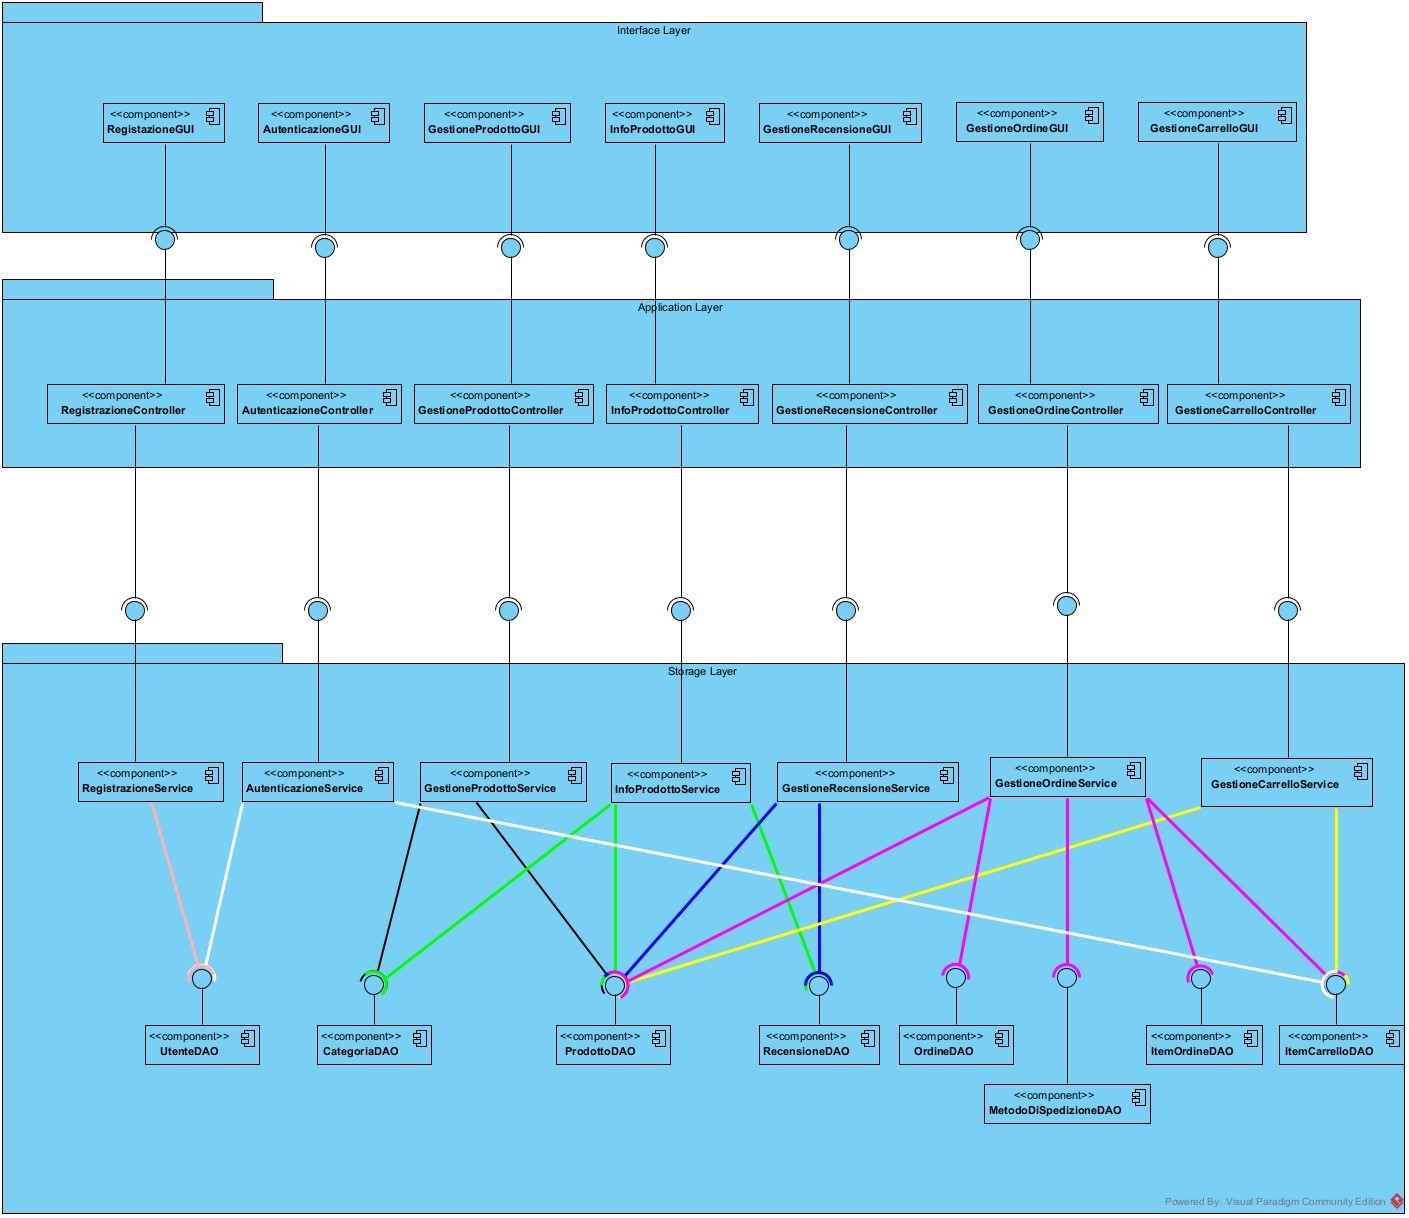 Interface Layer
<<component>>
RegistazioneGUI
<<component>>
AutenticazioneGUI
<<component>>
GestioneProdottoGUI
<<component>>
InfoProdottoGUI
<<component>>
GestioneRecensioneGUI
<<component>>
GestioneOrdineGUI
<<component>>
GestioneCarrelloGUI
Application Layer
<<component>>
RegistrazioneController
<<component>>
AutenticazioneController
<<component>>
GestioneProdottoController
<<component>>
InfoProdottoController
<<component>>
GestioneRecensioneController
<<component>>
GestioneOrdineController
<<component>>
GestioneCarrelloController
Storage Layer
<<component>>
RegistrazioneService
<<component>>
AutenticazioneService
<<component>>
GestioneProdottoService
<<component>>
InfoProdottoService
<<component>>
GestioneRecensioneService
<<component>>
GestioneOrdineService
<<component>>
GestioneCarrelloService
<<component>>
UtenteDAO
<<component>>
CategoriaDAO
<<component>>
ProdottoDAO
<<component>>
RecensioneDAO
<<component>>
OrdineDAO
<<component>>
ItemOrdineDAO
<<component>>
ItemCarrelloDAO
<<component>>
MetodoDiSpedizioneDAO
Powered By Visual Paradigm Community Edition